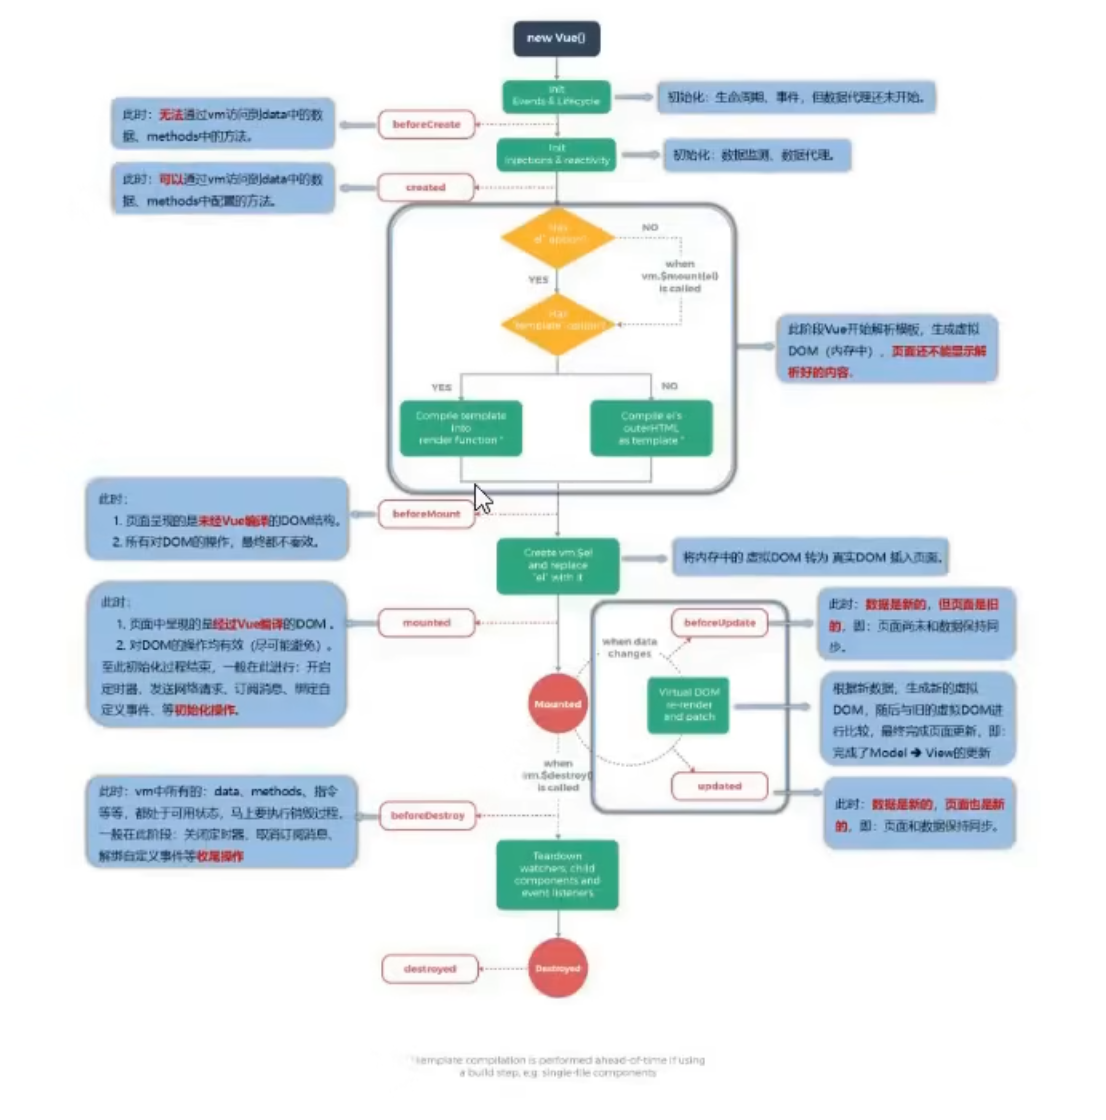 new Vue()
Init
Events & Lifecycle
初始化：生命周期、事件，但数据代理还未开始。
此时：无法通过vm访问到data中的数
据、methods中的方法。
beforeCreate
Init
injections & reactivity
初始化：数据监测、数据代理。
此时：可以通过vm访问到data中的数
据、methods中配置的方法。
created
Has
"el" option?
NO
when
vm.$mount(el)
is called
YES
Has
"template" option?
此阶段Vue开始解析模板，生成虚拟
DOM（内存中）、页面还不能显示解
析好的内容。
YES
NO
Compile template
into
render function *
Compile el's
outerHTML
as template *
此时：
1. 页面呈现的是未经Vue编译的DOM结构。
2. 所有对DOM的操作，最终都不奏效。
beforeMount
Create vm.$el
and replace
"el" with it
将内存中的 虚拟DOM 转为 真实DOM 插入页面。
此时：
1. 页面中呈现的是经过Vue编译的DOM 。
2. 对DOM的操作均有效（尽可能避免）。
至此初始化过程结束，一般在此进行：开启
定时器、发送网络请求、订阅消息、绑定自
定义事件、等初始化操作。
mounted
Mounted
when data
changes
beforeUpdate
此时：数据是新的，但页面是旧
的，即：页面尚未和数据保持同
步。
Virtual DOM
re-render
and patch
根据新数据，生成新的虚拟
DOM，随后与旧的虚拟DOM进
行比较，最终完成页面更新，即：
完成了Model ➔ View的更新
updated
此时：数据是新的，页面也是新
的，即：页面和数据保持同步。
when
vm.$destroy()
is called
此时：vm中所有的：data、methods、指令
等等，都处于可用状态，马上要执行销毁过程，
一般在此阶段：关闭定时器、取消订阅消息、
解绑自定义事件等收尾操作
beforeDestroy
Teardown
watchers, child
components and
event listeners
destroyed
Destroyed
* template compilation is performed ahead-of-time if using
a build step, e.g. single-file components